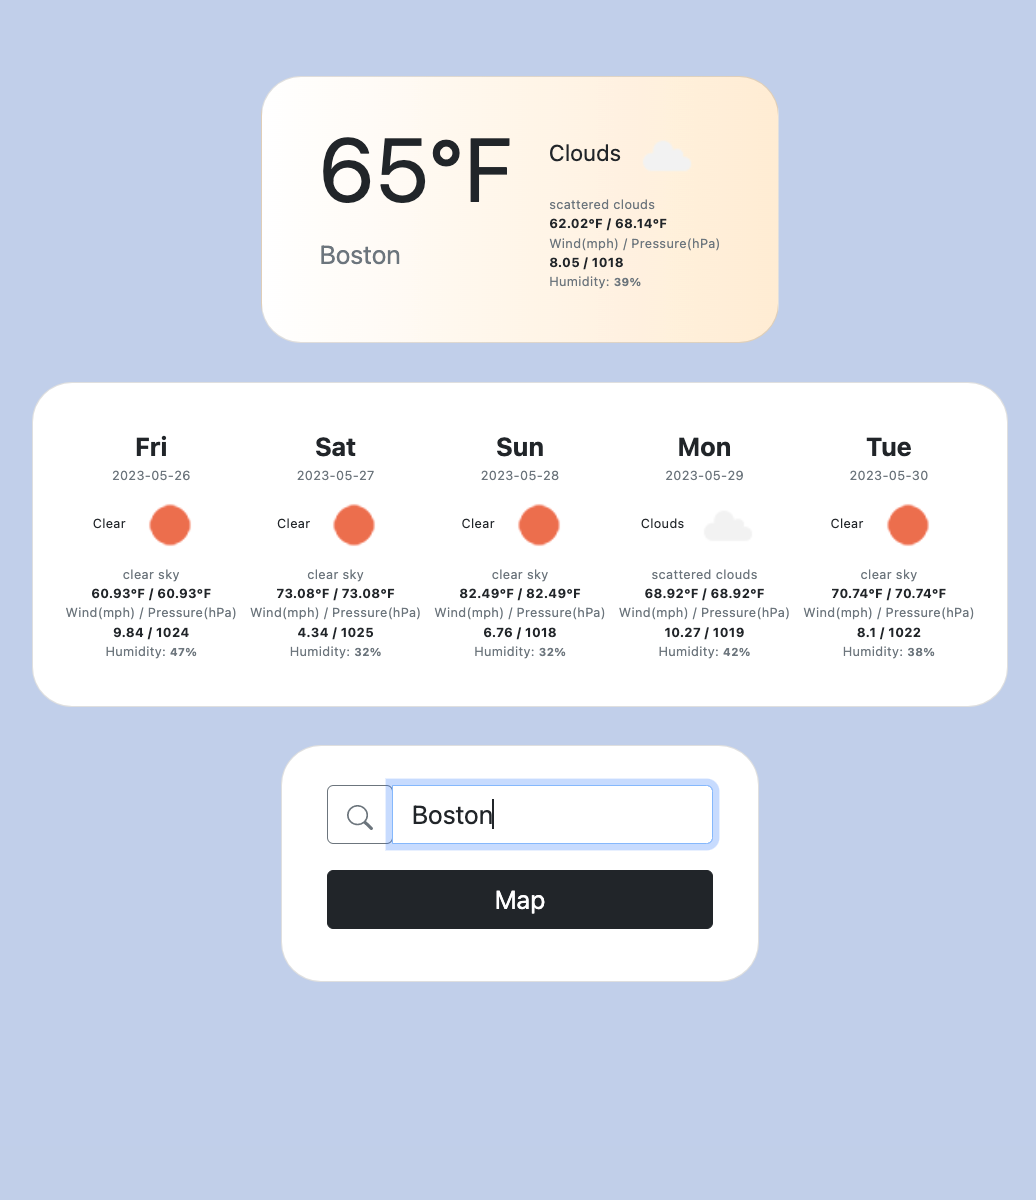 65°F
Boston
Clouds
scattered clouds
62.02°F / 68.14°F
Wind(mph) / Pressure(hPa)
8.05 / 1018
Humidity: 39%
Fri
2023-05-26
Clear
clear sky
60.93°F / 60.93°F
Wind(mph) / Pressure(hPa)
9.84 / 1024
Humidity: 47%
Sat
2023-05-27
Clear
clear sky
73.08°F / 73.08°F
Wind(mph) / Pressure(hPa)
4.34 / 1025
Humidity: 32%
Sun
2023-05-28
Clear
clear sky
82.49°F / 82.49°F
Wind(mph) / Pressure(hPa)
6.76 / 1018
Humidity: 32%
Mon
2023-05-29
Clouds
scattered clouds
68.92°F / 68.92°F
Wind(mph) / Pressure(hPa)
10.27 / 1019
Humidity: 42%
Tue
2023-05-30
Clear
clear sky
70.74°F / 70.74°F
Wind(mph) / Pressure(hPa)
8.1 / 1022
Humidity: 38%
Boston
Map